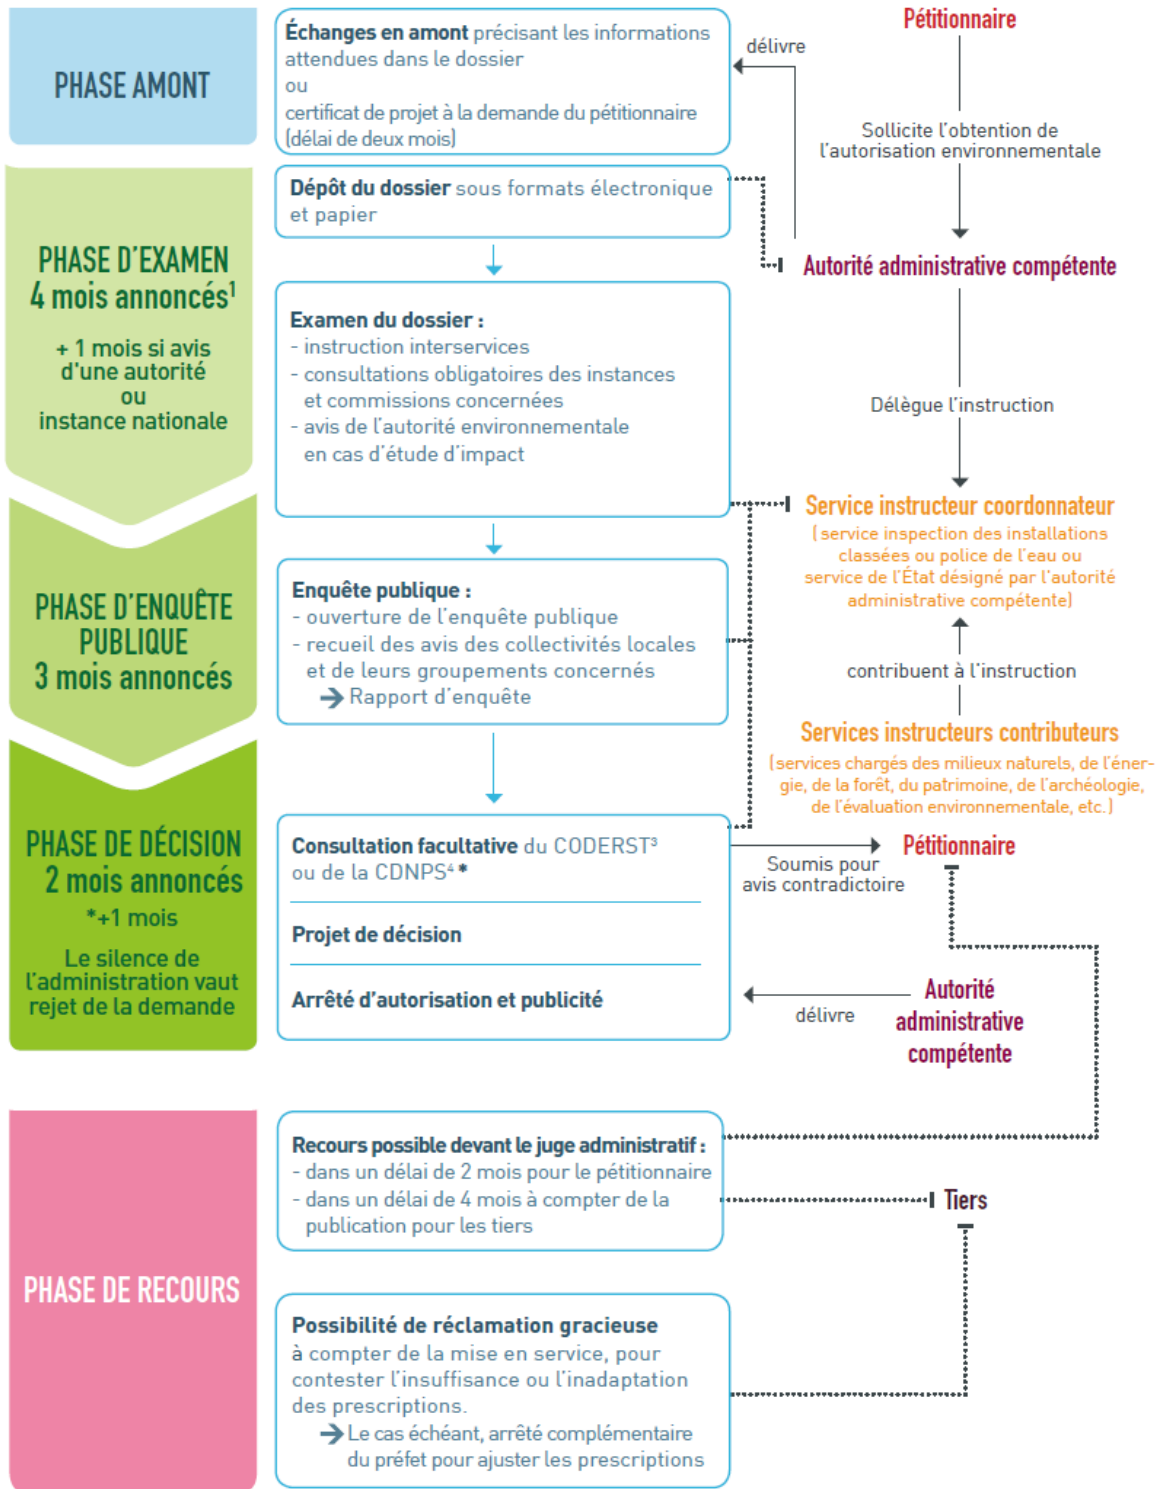 PHASE AMONT
Échanges en amont précisant les informations
attendues dans le dossier
ou
certificat de projet à la demande du pétitionnaire
(délai de deux mois)
délivre
Pétitionnaire
Sollicite l'obtention de
l'autorisation environnementale
Autorité administrative compétente
PHASE D'EXAMEN
4 mois annoncés¹
+ 1 mois si avis
d'une autorité
ou
instance nationale
Dépôt du dossier sous formats électronique
et papier
Examen du dossier :
- instruction interservices
- consultations obligatoires des instances
et commissions concernées
- avis de l'autorité environnementale
en cas d'étude d'impact
Délègue l'instruction
Service instructeur coordonnateur
(service inspection des installations
classées ou police de l'eau ou
service de l'État désigné par l'autorité
administrative compétente)
contribuent à l'instruction
Services instructeurs contributeurs
(services chargés des milieux naturels, de l'éner-
gie, de la forêt, du patrimoine, de l'archéologie,
de l'évaluation environnementale, etc.)
PHASE D'ENQUÊTE
PUBLIQUE
3 mois annoncés
Enquête publique :
- ouverture de l'enquête publique
- recueil des avis des collectivités locales
et de leurs groupements concernés
→ Rapport d'enquête
PHASE DE DÉCISION
2 mois annoncés
*+1 mois
Le silence de
l'administration vaut
rejet de la demande
Consultation facultative du CODERST³
ou de la CDNPS⁴ *
Projet de décision
Arrêté d'autorisation et publicité
Soumis pour
avis contradictoire
Pétitionnaire
délivre
Autorité
administrative
compétente
PHASE DE RECOURS
Recours possible devant le juge administratif :
- dans un délai de 2 mois pour le pétitionnaire
- dans un délai de 4 mois à compter de la
publication pour les tiers
Tiers
Possibilité de réclamation gracieuse
à compter de la mise en service, pour
contester l'insuffisance ou l'inadaptation
des prescriptions.
→ Le cas échéant, arrêté complémentaire
du préfet pour ajuster les prescriptions